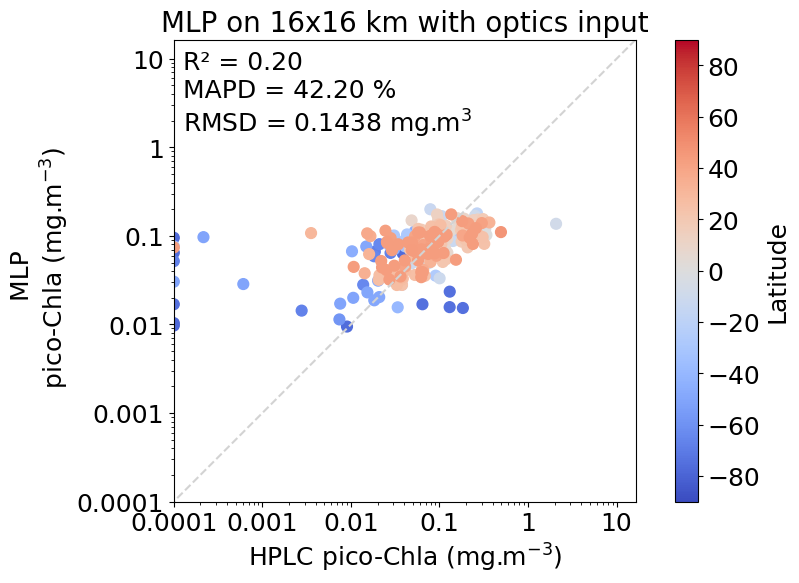 MLP on 16x16 km with optics input
R² = 0.20
MAPD = 42.20 %
RMSD = 0.1438 mg.m³
10
1
0.1
0.01
0.001
0.0001
MLP
pico-Chla (mg.m⁻³)
0.0001 0.001 0.01 0.1 1 10
HPLC pico-Chla (mg.m⁻³)
80
60
40
20
0
−20
−40
−60
−80
Latitude